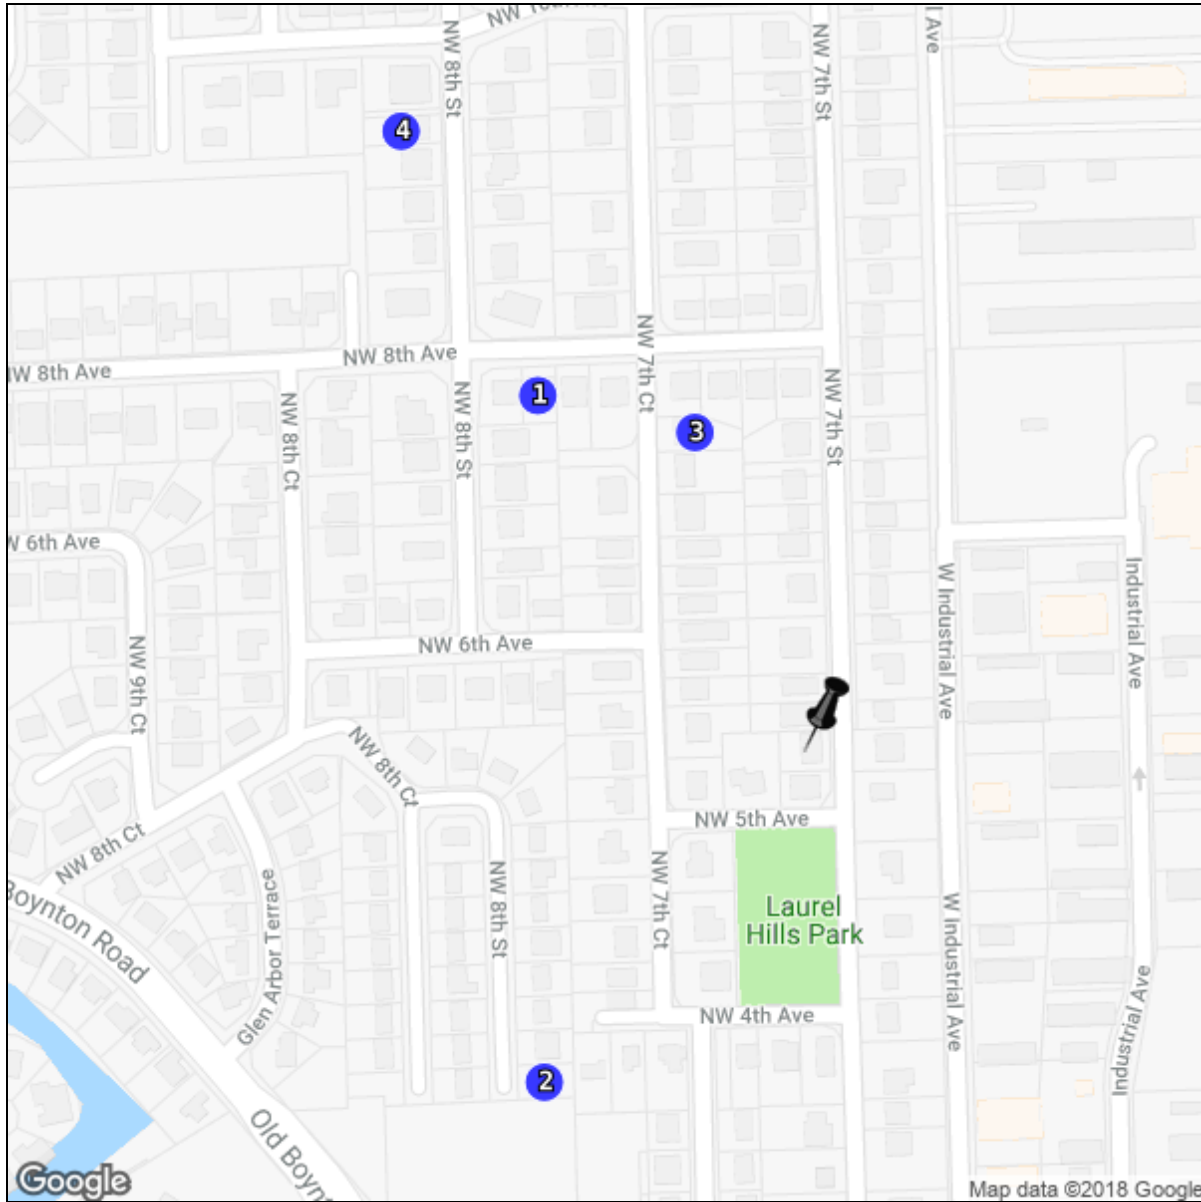 NW 8th St
NW 7th St
l Ave
4
NW 8th Ave
NW 8th Ave
NW 7th Ct
1
3
NW 8th Ct
NW 8th St
NW 7th St
W 6th Ave
NW 6th Ave
W Industrial Ave
Industrial Ave
NW 9th Ct
NW 8th Ct
NW 5th Ave
NW 8th Ct
Boynton Road
Glen Arbor Terrace
NW 8th St
NW 7th Ct
Laurel
Hills Park
W Industrial Ave
NW 4th Ave
Industrial Ave
2
Old Boynt
Google
Map data ©2018 Google